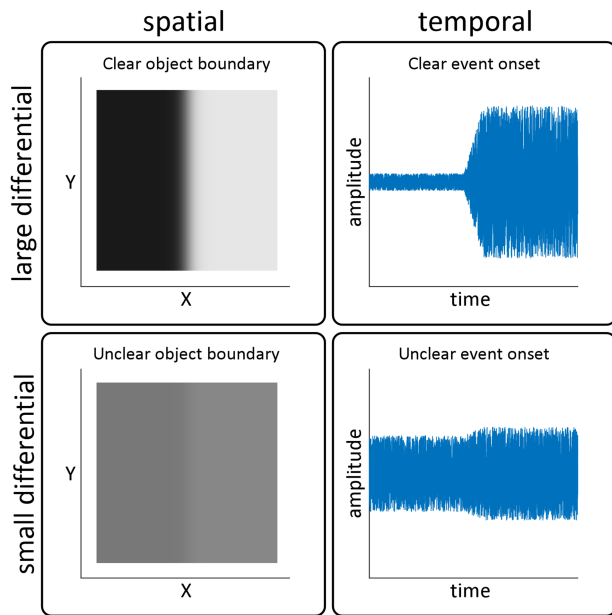 spatial
temporal
large differential
Clear object boundary
Y
X
Clear event onset
amplitude
time
small differential
Unclear object boundary
Y
X
Unclear event onset
amplitude
time